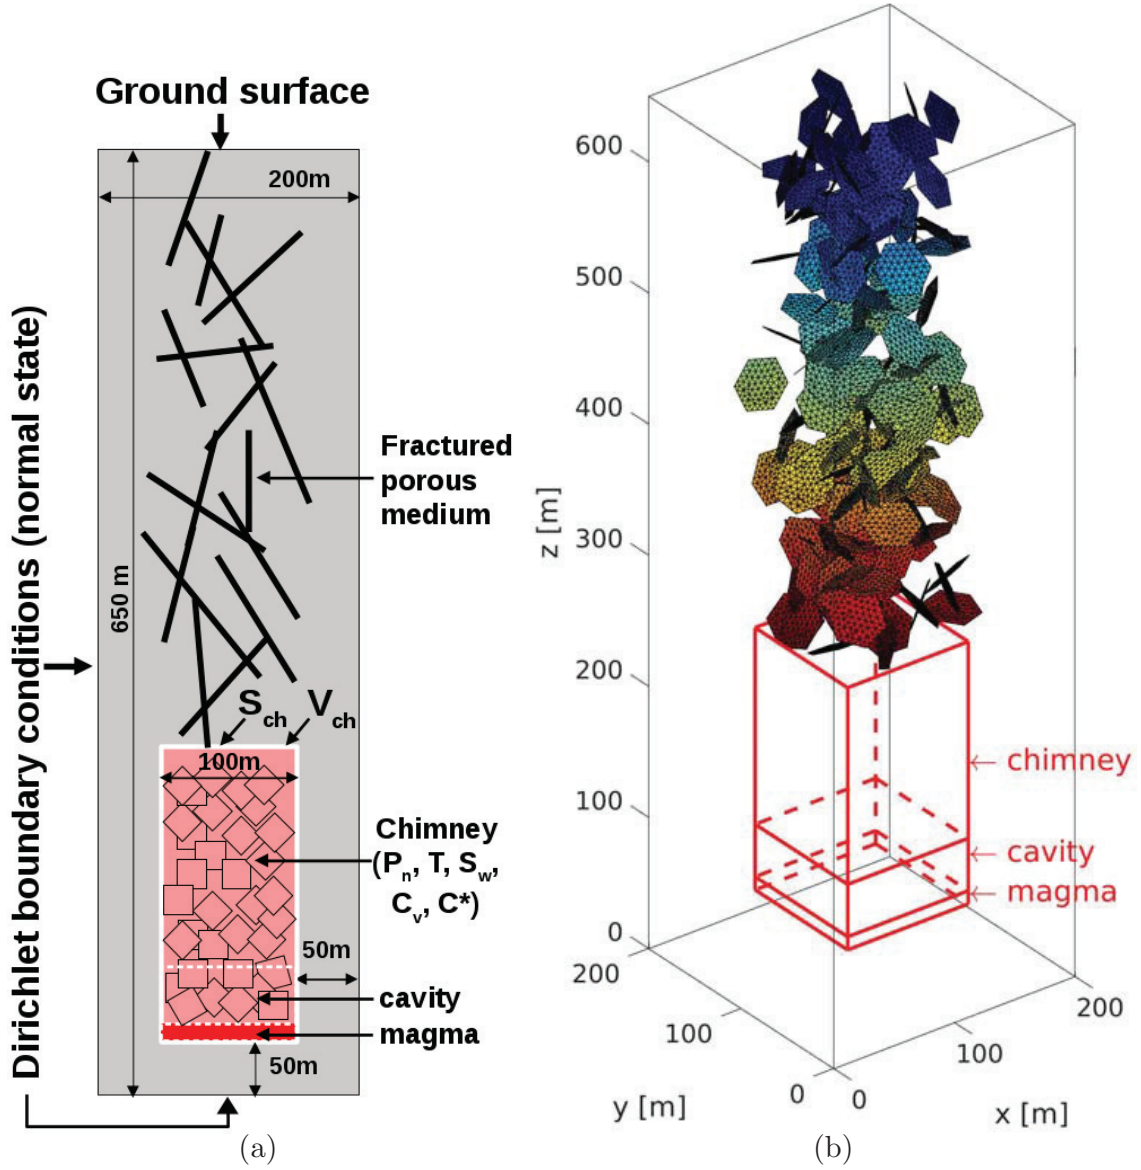 Ground surface
200m
Dirichlet boundary conditions (normal state)
650 m
Fractured
porous
medium
S_ch
V_ch
100m
Chimney
(P_n, T, S_w,
C_v, C*)
50m
cavity
magma
50m
(a)
600
500
400
300
200
100
0
z [m]
200
100
0
y [m]
0
100
200
x [m]
chimney
cavity
magma
(b)